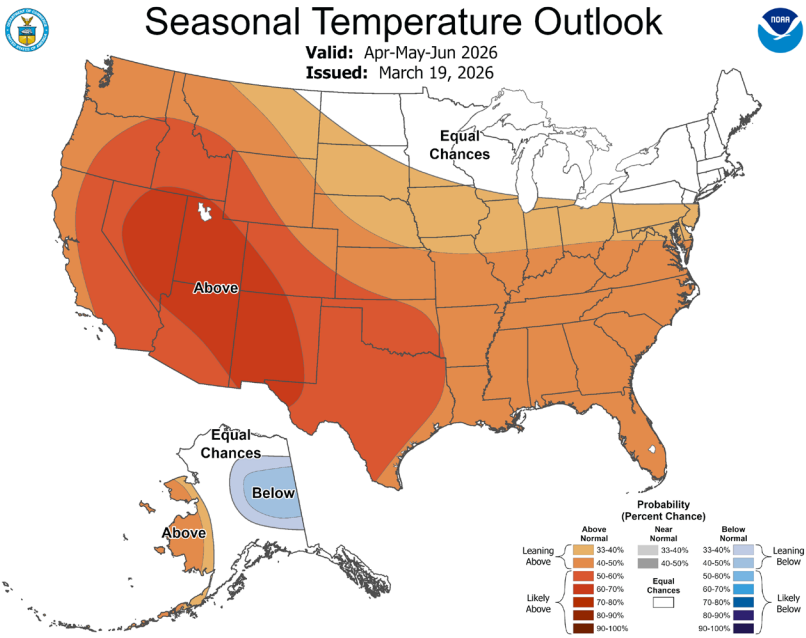 Seasonal Temperature Outlook
Valid: Apr-May-Jun 2026
Issued: March 19, 2026
NOAA
Equal
Chances
Above
Equal
Chances
Below
Above
Probability
(Percent Chance)
Above
Normal
Near
Normal
Below
Normal
Leaning
Above
33-40%
40-50%
33-40%
40-50%
33-40%
40-50%
Leaning
Below
Likely
Above
50-60%
60-70%
70-80%
80-90%
90-100%
Equal
Chances
50-60%
60-70%
70-80%
80-90%
90-100%
Likely
Below